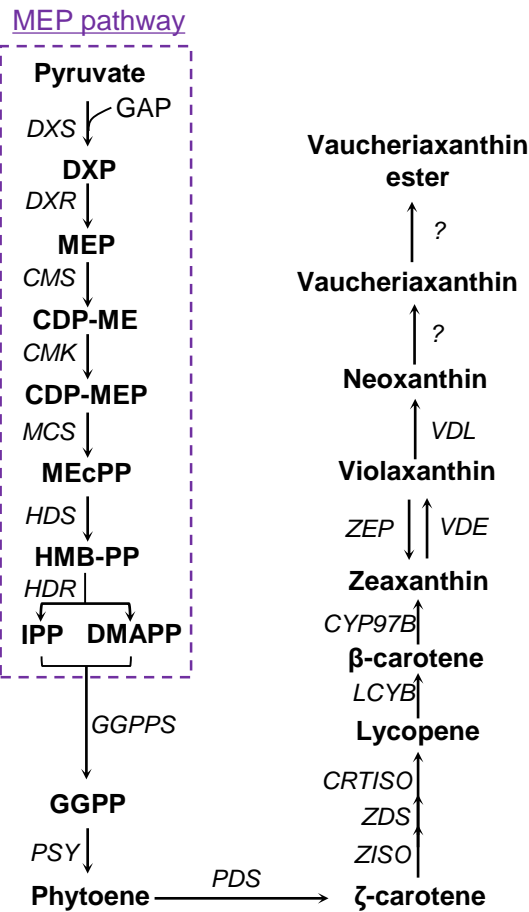 MEP pathway
Pyruvate
GAP
DXS
DXP
DXR
MEP
CMS
CDP-ME
CMK
CDP-MEP
MCS
MEcPP
HDS
HMB-PP
HDR
IPP DMAPP
GGPPS
GGPP
PSY
Phytoene
PDS
ζ-carotene
ZISO
ZDS
CRTISO
Lycopene
LCYB
β-carotene
CYP97B
Zeaxanthin
ZEP VDE
Violaxanthin
VDL
Neoxanthin
?
Vaucheriaxanthin
?
Vaucheriaxanthin
ester